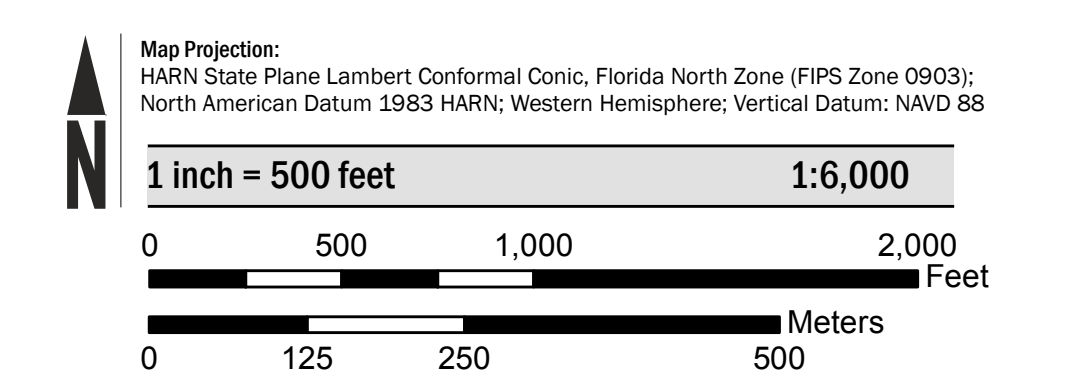 Map Projection:
HARN State Plane Lambert Conformal Conic, Florida North Zone (FIPS Zone 0903);
North American Datum 1983 HARN; Western Hemisphere; Vertical Datum: NAVD 88
N
1 inch = 500 feet 1:6,000
0 500 1,000 2,000
Feet
Meters
0 125 250 500